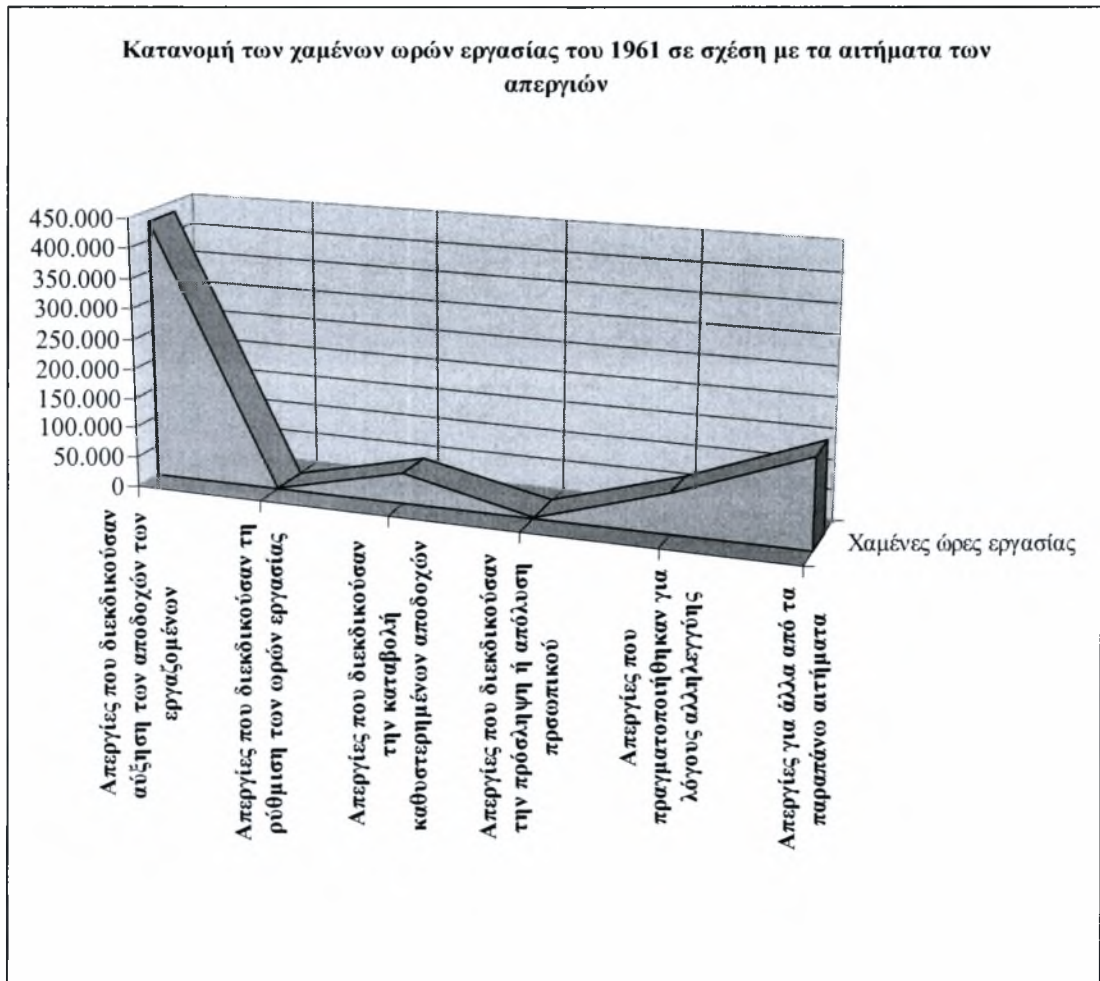 Κατανομή των χαμένων ωρών εργασίας του 1961 σε σχέση με τα αιτήματα των
απεργιών
450.000
400.000
350.000
300.000
250.000
200.000
150.000
100.000
50.000
0
Χαμένες ώρες εργασίας
Απεργίες που διεκδικούσαν
αύξηση των αποδοχών των
εργαζομένων
Απεργίες που διεκδικούσαν τη
ρύθμιση των ωρών εργασίας
Απεργίες που διεκδικούσαν
την καταβολή
καθυστερημένων αποδοχών
Απεργίες που διεκδικούσαν
την πρόσληψη ή απόλυση
προσωπικού
Απεργίες που
πραγματοποιήθηκαν για
λόγους αλληλεγγύης
Απεργίες για άλλα από τα
παραπάνω αιτήματα